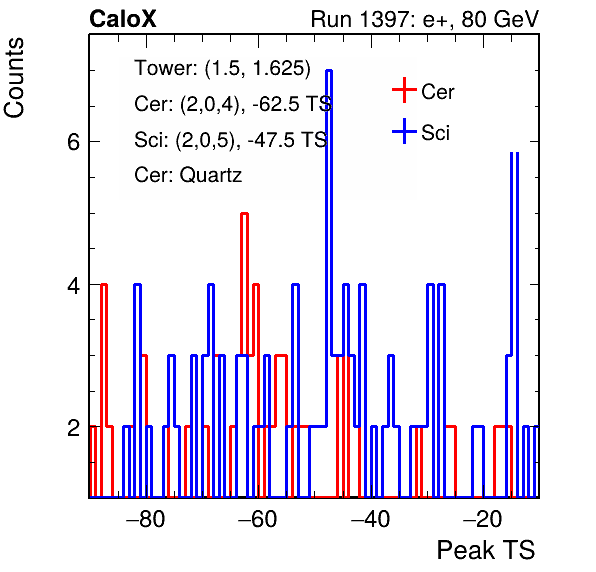 CaloX Run 1397: e+, 80 GeV
Counts
Tower: (1.5, 1.625)
Cer: (2,0,4), -62.5 TS
Sci: (2,0,5), -47.5 TS
Cer: Quartz
Cer
Sci
6
4
2
−80 −60 −40 −20
Peak TS